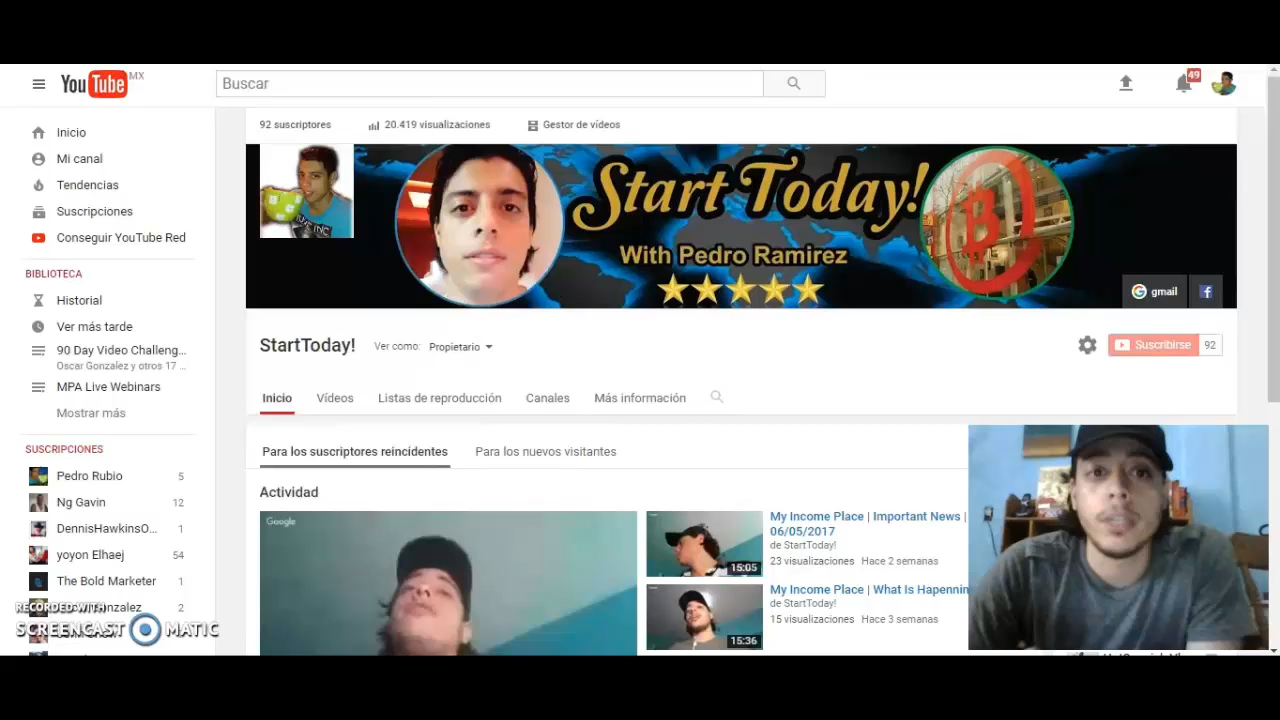 YouTube MX
Buscar
49
Inicio
Mi canal
Tendencias
Suscripciones
Conseguir YouTube Red
BIBLIOTECA
Historial
Ver más tarde
90 Day Video Challeng...
Oscar Gonzalez y otros 17 ...
MPA Live Webinars
Mostrar más
SUSCRIPCIONES
Pedro Rubio 5
Ng Gavin 12
DennisHawkinsO... 1
yoyon Elhaej 54
The Bold Marketer 1
nzalez 2
RECORDED WITH
SCREENCAST MATIC
92 suscriptores
20.419 visualizaciones
Gestor de vídeos
Start Today!
With Pedro Ramirez
gmail
StartToday!
Ver como: Propietario
Suscribirse 92
Inicio
Vídeos
Listas de reproducción
Canales
Más información
Para los suscriptores reincidentes
Para los nuevos visitantes
Actividad
Google
15:05
My Income Place | Important News |
06/05/2017
de StartToday!
23 visualizaciones Hace 2 semanas
15:36
My Income Place | What Is Hapennin
de StartToday!
15 visualizaciones Hace 3 semanas